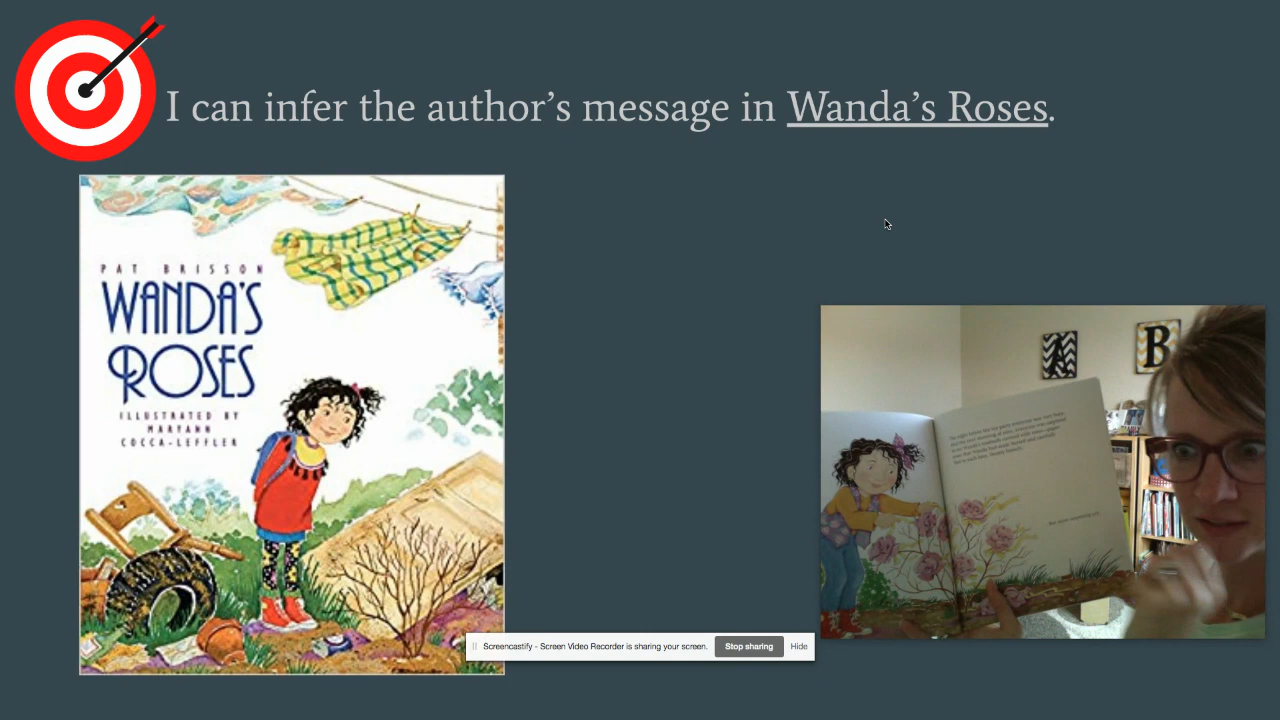 I can infer the author’s message in Wanda’s Roses.
PAT BRISSON
WANDA'S
ROSES
ILLUSTRATED BY
MARYANN
COCCA-LEFFLER
A
B
Screencastify - Screen Video Recorder is sharing your screen. Stop sharing Hide